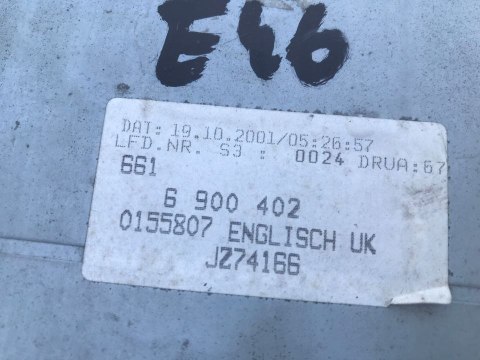 E46
DAT: 19.10.2001/05:26:57
LFD.NR. S3 : 0024 DRUA:67
661
6 900 402
0155807 ENGLISCH UK
JZ74166